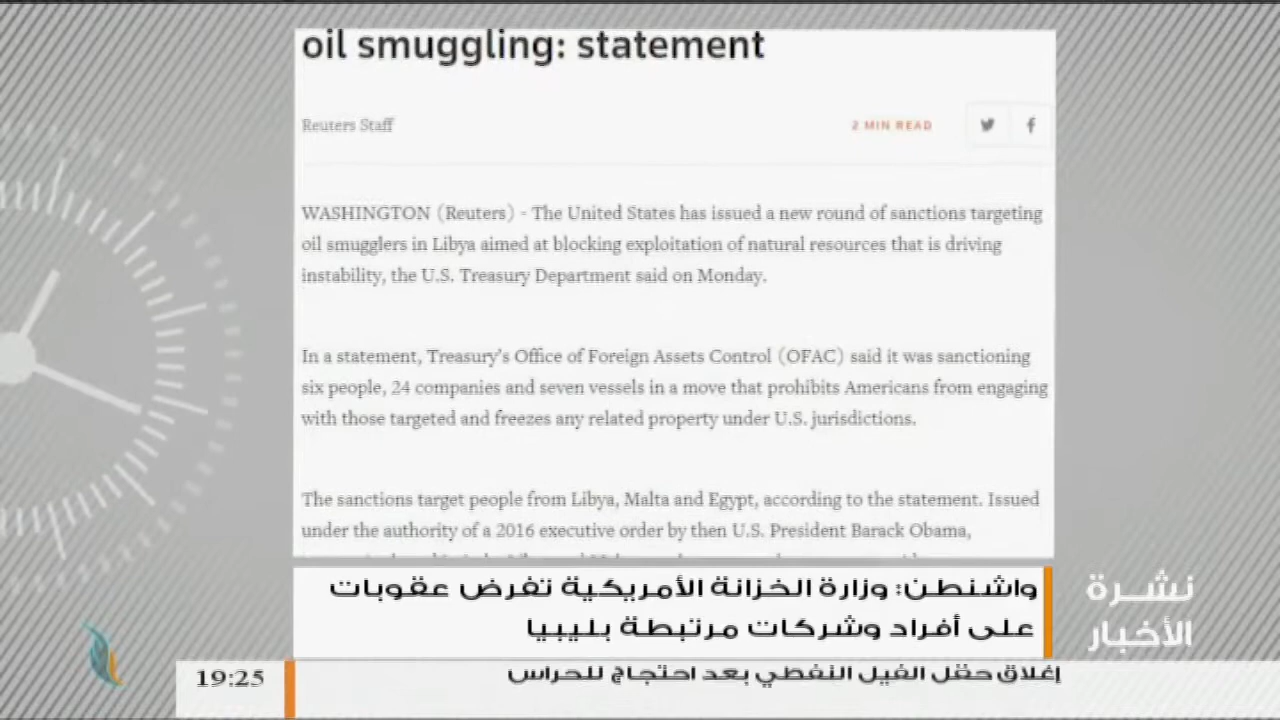 oil smuggling: statement
Reuters Staff
2 MIN READ
WASHINGTON (Reuters) - The United States has issued a new round of sanctions targeting
oil smugglers in Libya aimed at blocking exploitation of natural resources that is driving
instability, the U.S. Treasury Department said on Monday.
In a statement, Treasury's Office of Foreign Assets Control (OFAC) said it was sanctioning
six people, 24 companies and seven vessels in a move that prohibits Americans from engaging
with those targeted and freezes any related property under U.S. jurisdictions.
The sanctions target people from Libya, Malta and Egypt, according to the statement. Issued
under the authority of a 2016 executive order by then U.S. President Barack Obama,
واشنطن: وزارة الخزانة الأمريكية تفرض عقوبات
على أفراد وشركات مرتبطة بليبيا
نشرة
الأخبار
إغلاق حقل الفيل النفطي بعد احتجاج للحراس
19:25